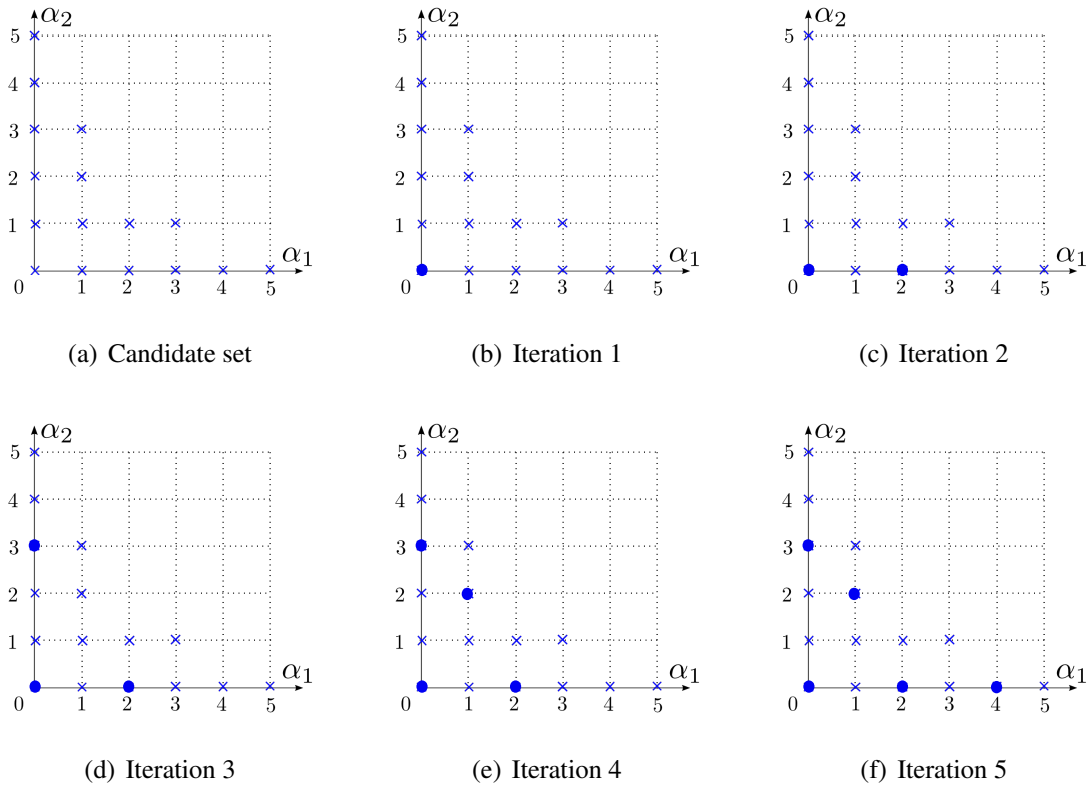 α2 α2 α2
5 5 5
4 4 4
3 3 3
2 2 2
1 1 1
α1 α1 α1
0 1 2 3 4 5 0 1 2 3 4 5 0 1 2 3 4 5
(a) Candidate set (b) Iteration 1 (c) Iteration 2
α2 α2 α2
5 5 5
4 4 4
3 3 3
2 2 2
1 1 1
α1 α1 α1
0 1 2 3 4 5 0 1 2 3 4 5 0 1 2 3 4 5
(d) Iteration 3 (e) Iteration 4 (f) Iteration 5